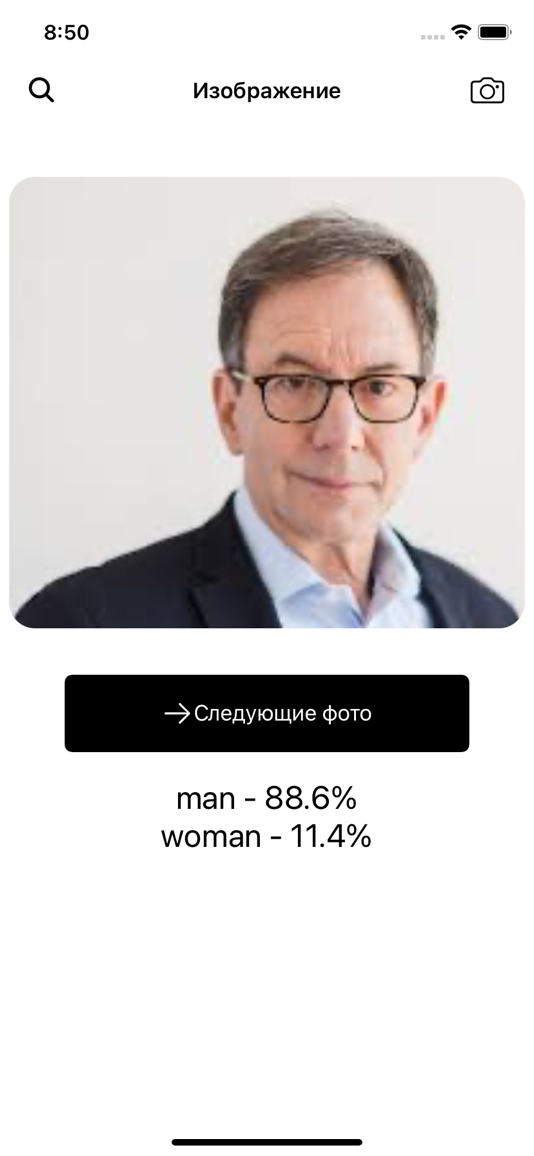 8:50
Изображение
Следующие фото
man - 88.6%
woman - 11.4%